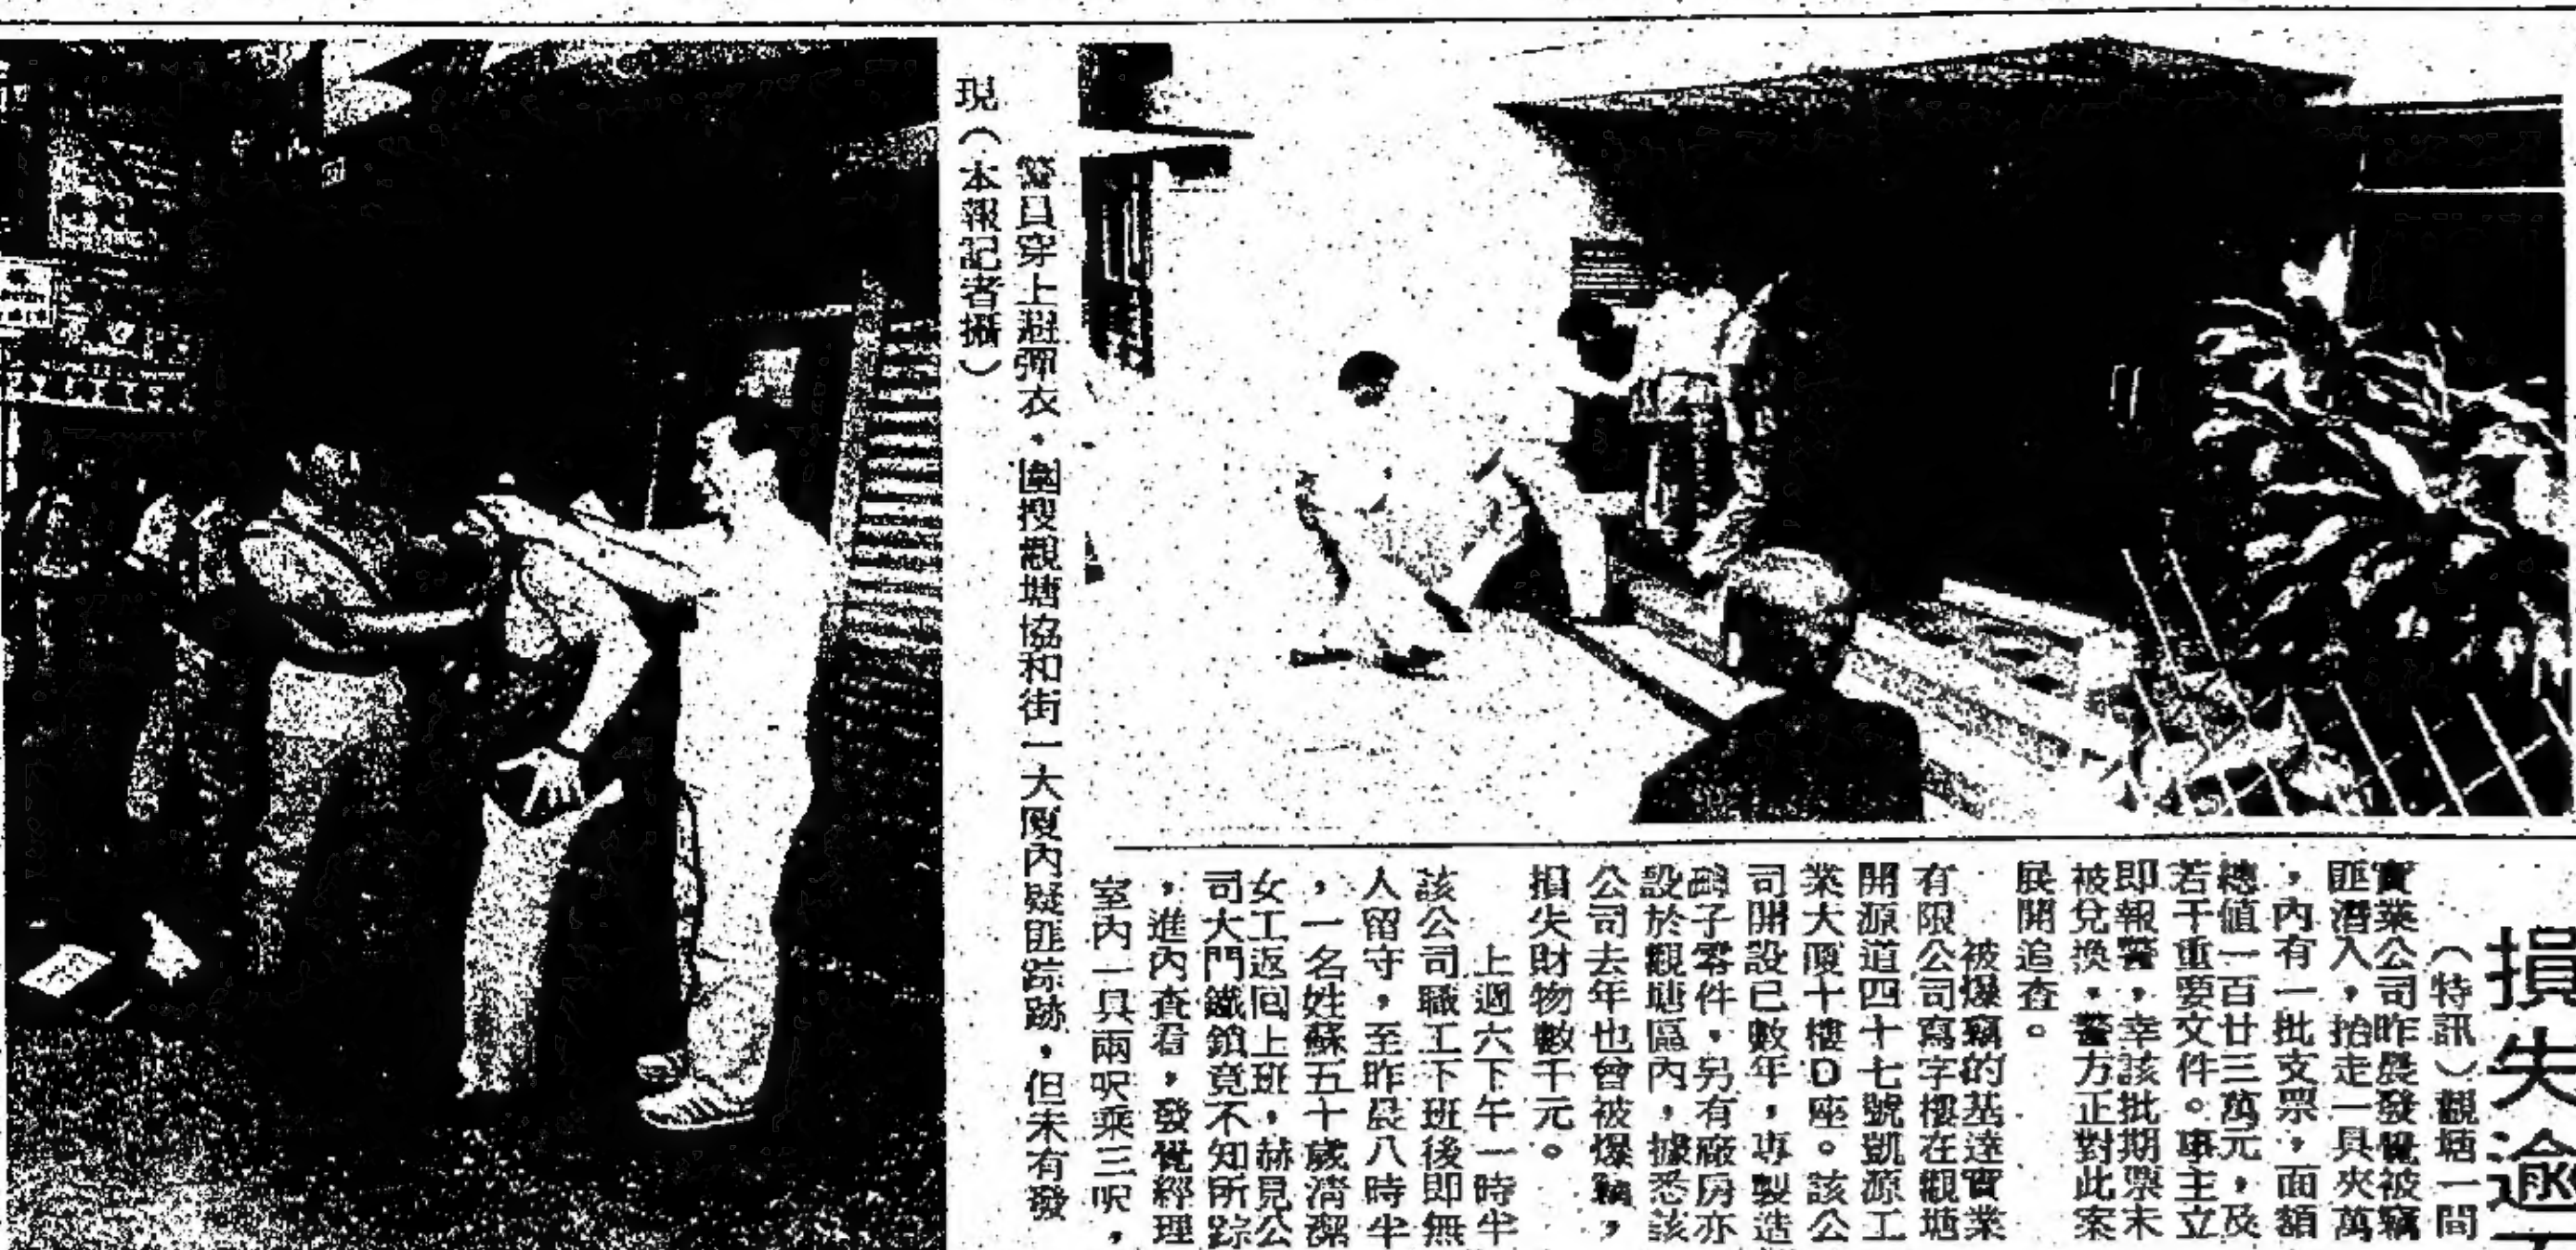 損失逾
（特訊）觀塘一間
實業公司昨晨發覺被竊
匪潛入，抬走一具夾萬
，內有一批支票，面額
總值一百廿三萬元，及
若干重要文件。事主立
即報警，幸該批期票未
被兌換，警方正對此案
展開追查。
被爆竊的基達實業
有限公司寫字樓在觀塘
開源道四十七號凱源工
業大廈十樓D座。該公
司開設已數年，專製造
電子零件，另有廠房亦
設於觀塘區內，據悉該
公司去年也曾被爆竊，
損失財物數千元。
上週六下午一時半
該公司職工下班後即無
人留守，至昨晨八時半
，一名姓蘇五十歲清潔
女工返回上班，赫見公
司大門鐵鎖竟不知所踪
，進內查看，發覺經理
室內一具兩呎乘三呎，
警員穿上避彈衣，圍搜觀塘協和街一大廈內疑匪踪跡，但未有發
現（本報記者攝）